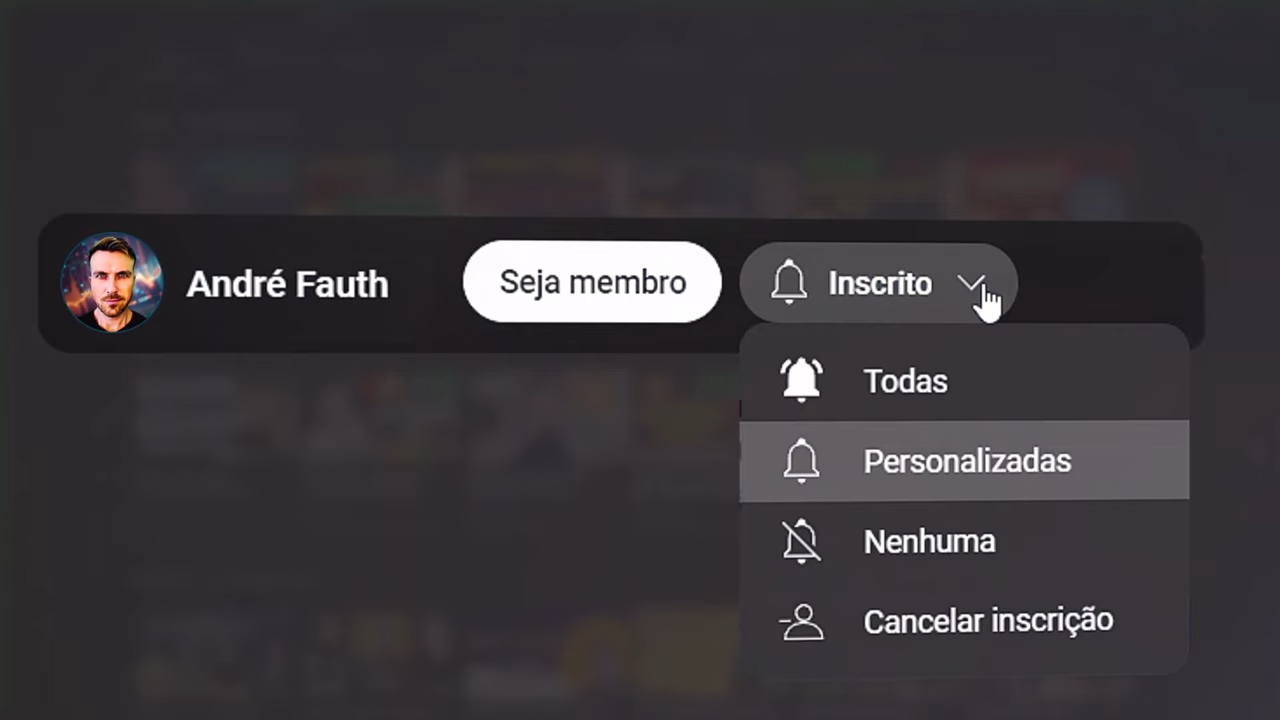 André Fauth
Seja membro
Inscrito
Todas
Personalizadas
Nenhuma
Cancelar inscrição